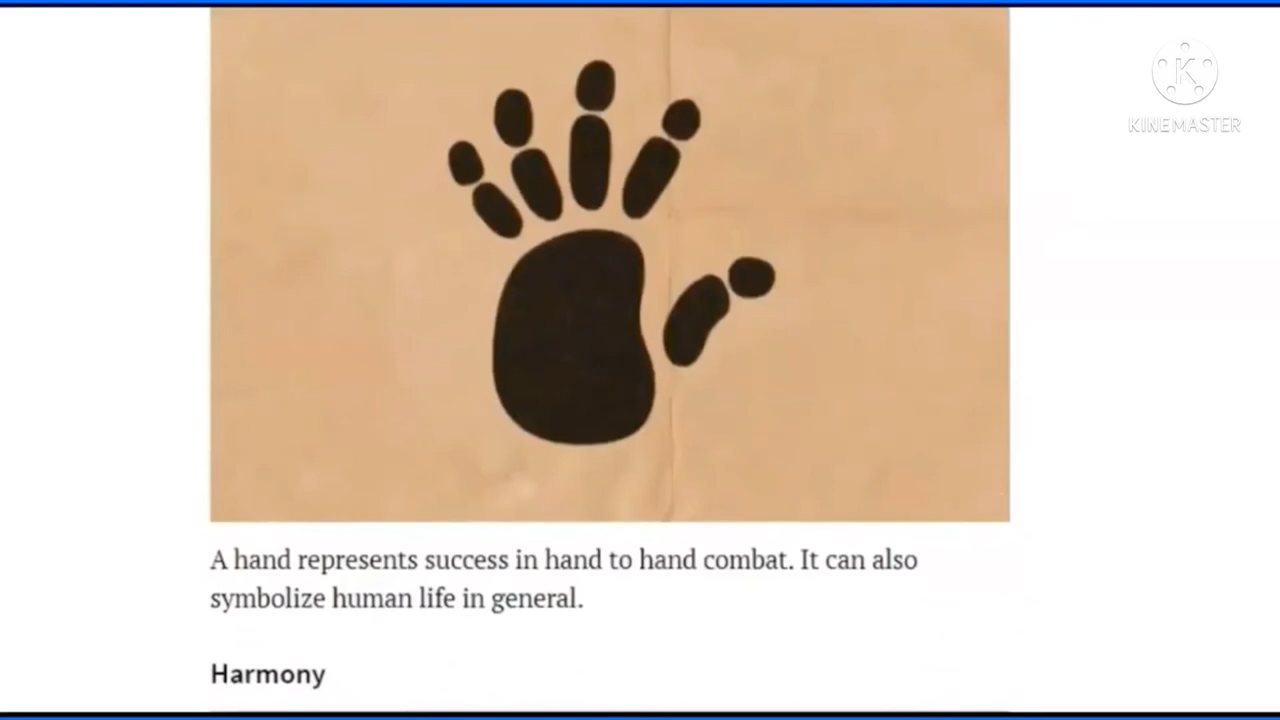 KINEMASTER
A hand represents success in hand to hand combat. It can also
symbolize human life in general.
Harmony